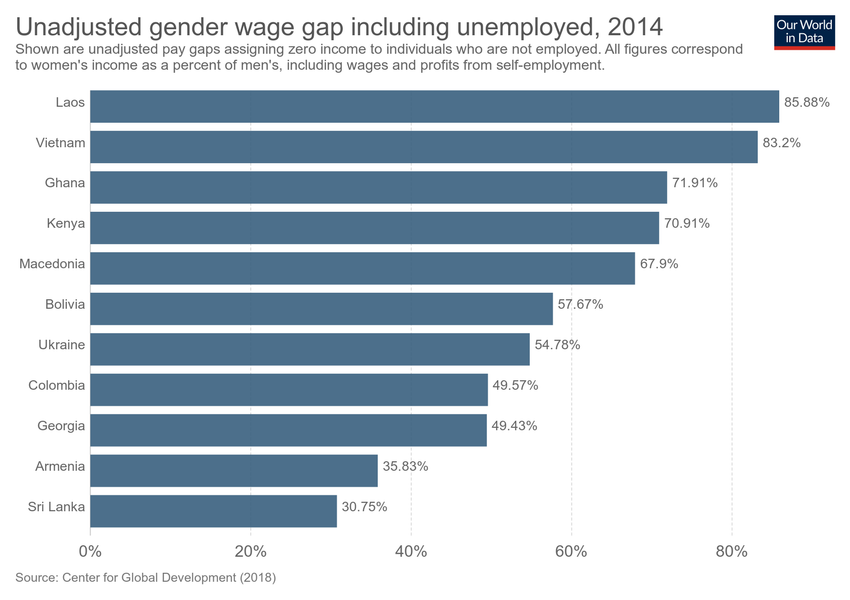 Unadjusted gender wage gap including unemployed, 2014
Our World
in Data
Shown are unadjusted pay gaps assigning zero income to individuals who are not employed. All figures correspond
to women's income as a percent of men's, including wages and profits from self-employment.
Laos 85.88%
Vietnam 83.2%
Ghana 71.91%
Kenya 70.91%
Macedonia 67.9%
Bolivia 57.67%
Ukraine 54.78%
Colombia 49.57%
Georgia 49.43%
Armenia 35.83%
Sri Lanka 30.75%
0% 20% 40% 60% 80%
Source: Center for Global Development (2018)